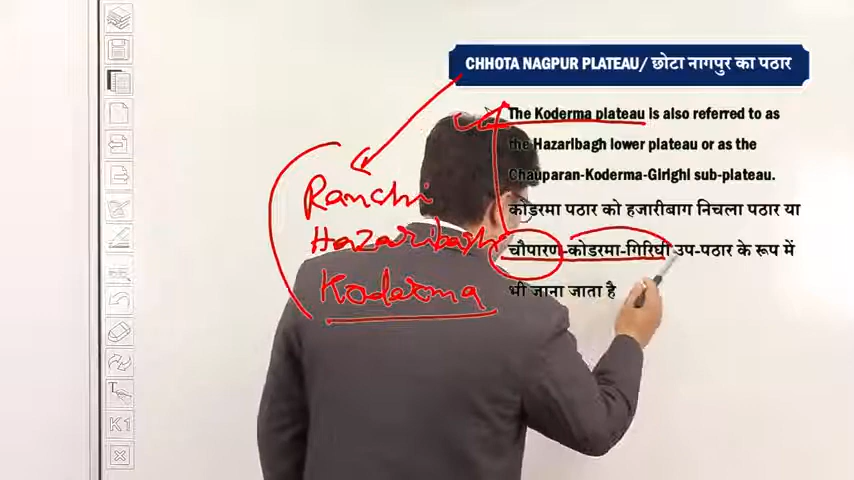 CHHOTA NAGPUR PLATEAU/ छोटा नागपुर का पठार
The Koderma plateau is also referred to as
the Hazaribagh lower plateau or as the
Chauparan-Koderma-Girighi sub-plateau.
कोडरमा पठार को हजारीबाग निचला पठार या
चौपारण-कोडरमा-गिरिघी उप-पठार के रूप में
भी जाना जाता है
Ranchi
Hazaribagh
Koderma
K1